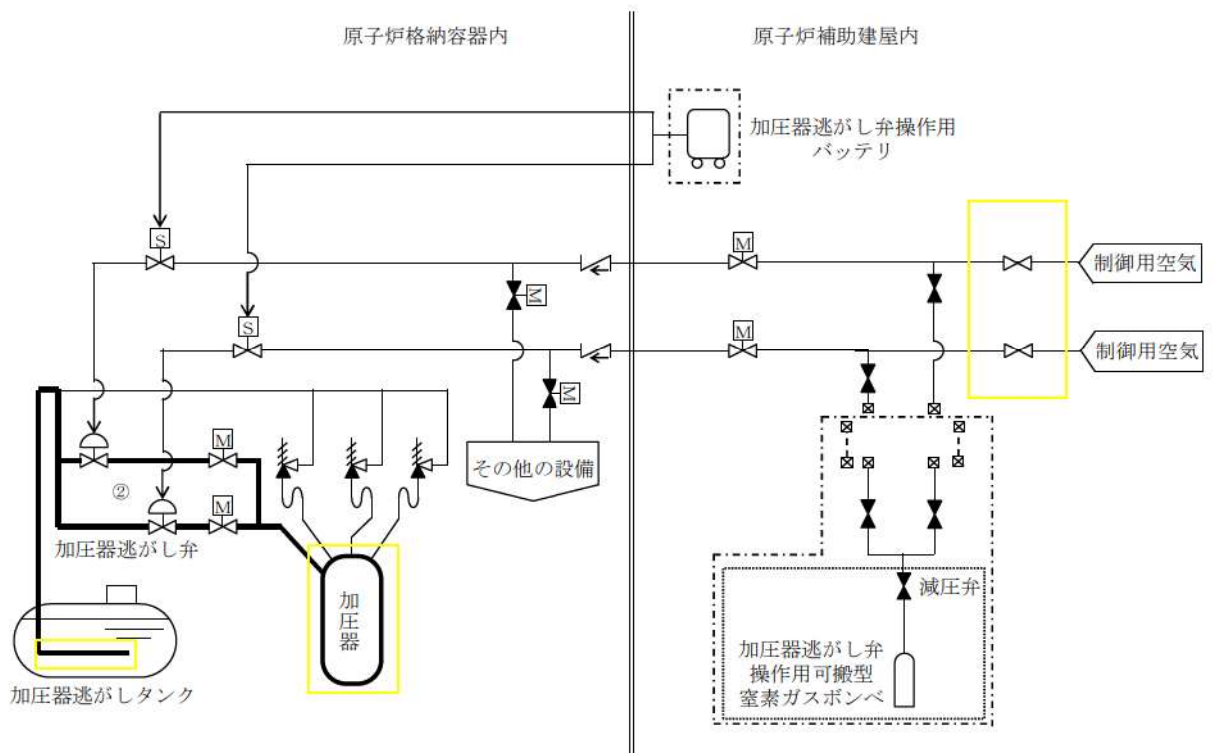 原子炉格納容器内
原子炉補助建屋内
加圧器逃がし弁操作用
バッテリ
S
M
制御用空気
M
S
M
制御用空気
M
M
その他の設備
②
M
加圧器逃がし弁
減圧弁
加圧器
加圧器逃がし弁
操作用可搬型
窒素ガスボンベ
加圧器逃がしタンク